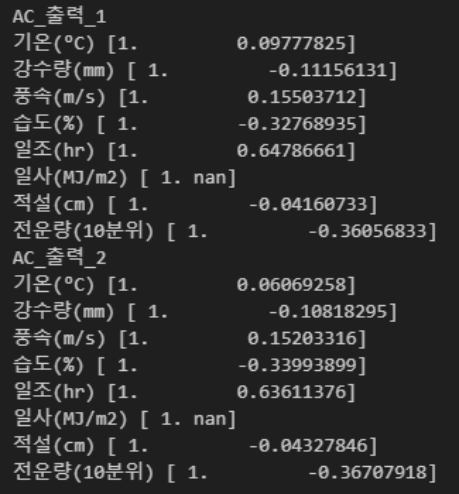 AC_출력_1
기온(°C) [1.         0.09777825]
강수량(mm) [ 1.         -0.11156131]
풍속(m/s) [1.         0.15503712]
습도(%) [ 1.         -0.32768935]
일조(hr) [1.         0.64786661]
일사(MJ/m2) [ 1. nan]
적설(cm) [ 1.         -0.04160733]
전운량(10분위) [ 1.         -0.36056833]
AC_출력_2
기온(°C) [1.         0.06069258]
강수량(mm) [ 1.         -0.10818295]
풍속(m/s) [1.         0.15203316]
습도(%) [ 1.         -0.33993899]
일조(hr) [1.         0.63611376]
일사(MJ/m2) [ 1. nan]
적설(cm) [ 1.         -0.04327846]
전운량(10분위) [ 1.         -0.36707918]